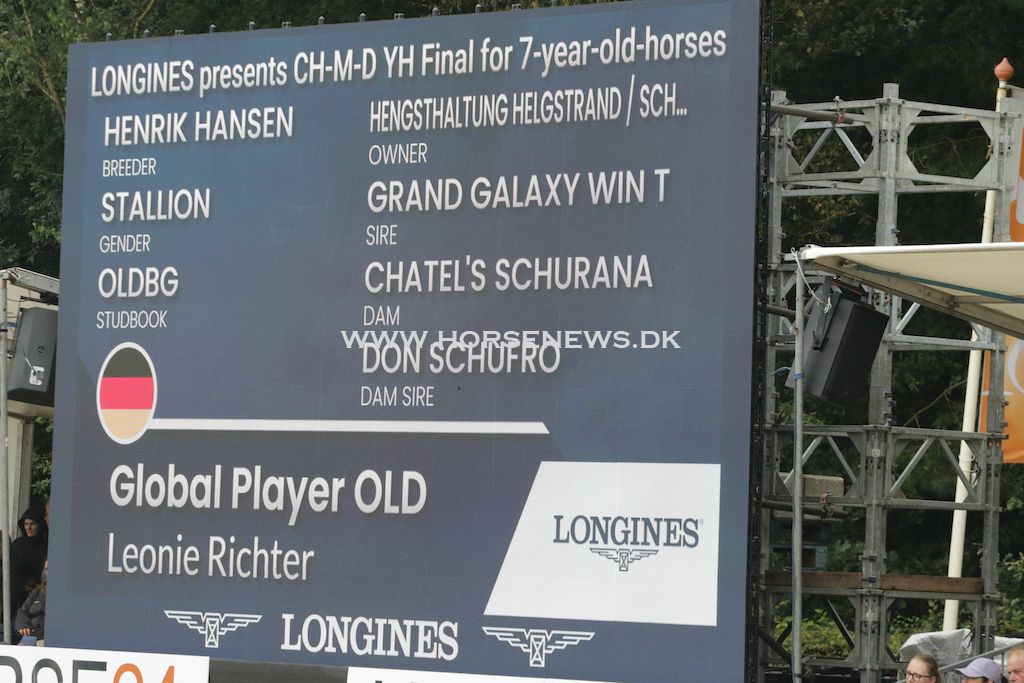 LONGINES presents CH-M-D YH Final for 7-year-old-horses
HENRIK HANSEN
BREEDER
STALLION
GENDER
OLDBG
STUDBOOK
HENGSTHALTUNG HELGSTRAND / SCH...
OWNER
GRAND GALAXY WIN T
SIRE
CHATEL'S SCHURANA
DAM
WWW.HORSENEWS.DK
DON SCHUFRO
DAM SIRE
Global Player OLD
Leonie Richter
LONGINES
LONGINES